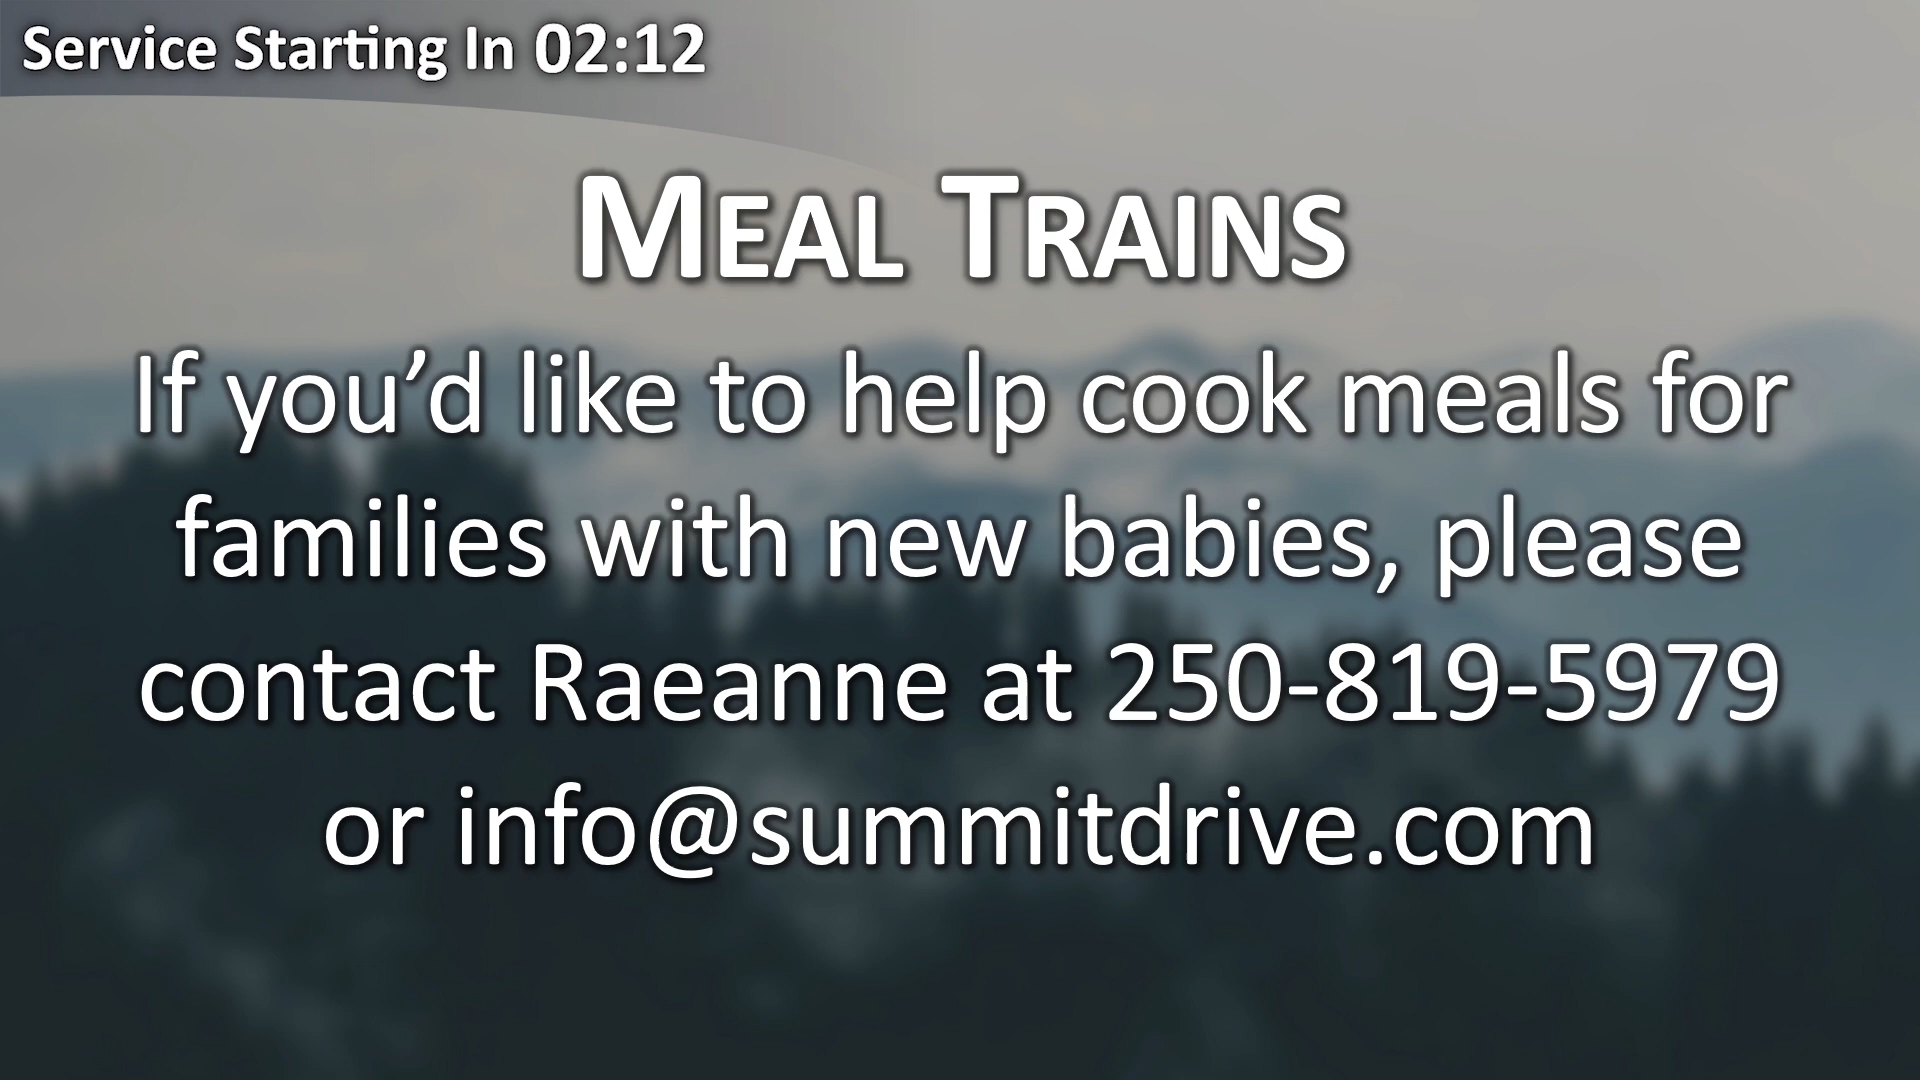 Service Starting In 02:12
Meal Trains
If you’d like to help cook meals for
families with new babies, please
contact Raeanne at 250-819-5979
or info@summitdrive.com